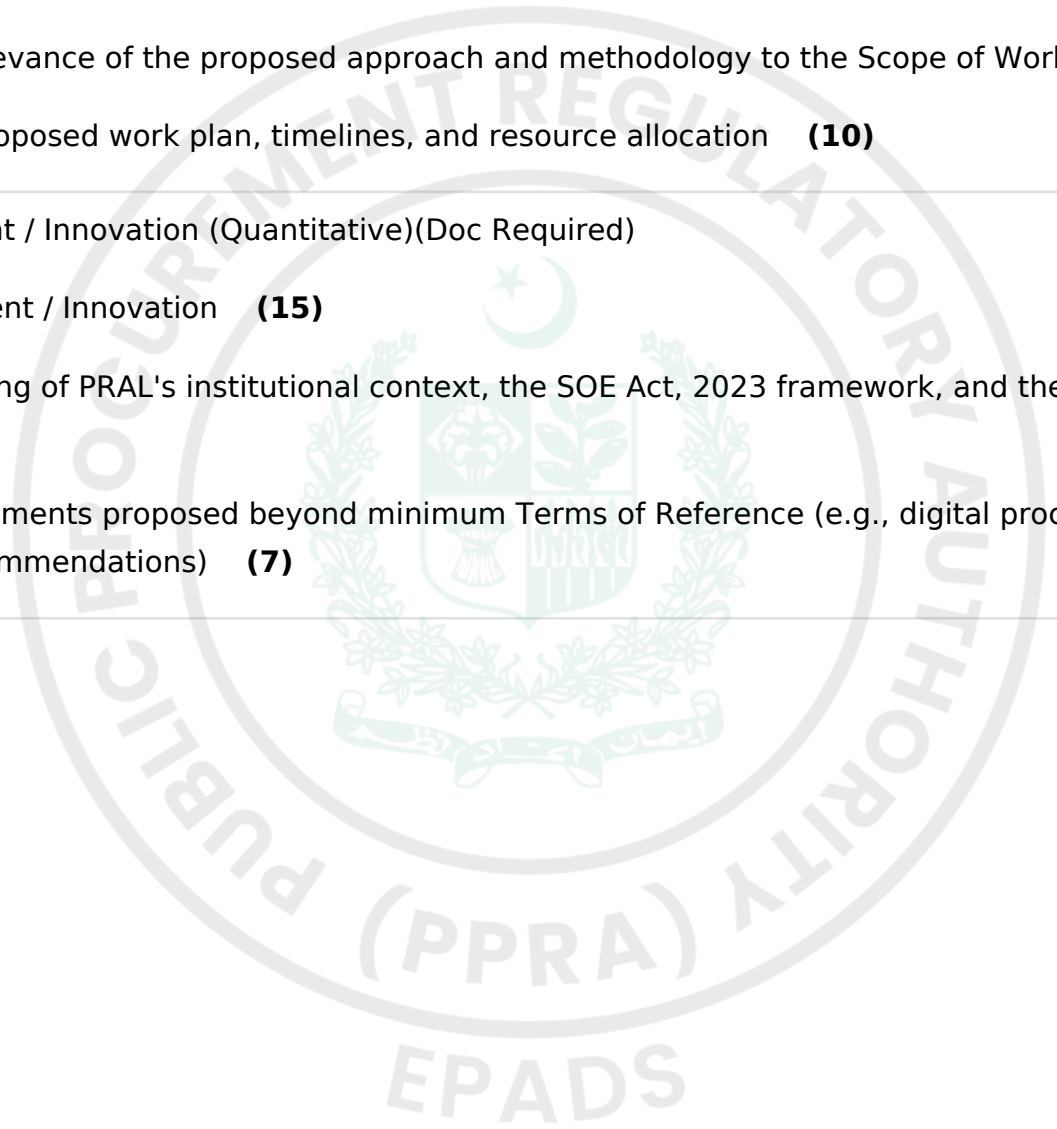 evance of the proposed approach and methodology to the Scope of Work
oposed work plan, timelines, and resource allocation (10)
nt / Innovation (Quantitative)(Doc Required)
ent / Innovation (15)
ng of PRAL's institutional context, the SOE Act, 2023 framework, and the
ments proposed beyond minimum Terms of Reference (e.g., digital proc
mmendations) (7)
PUBLIC PROCUREMENT REGULATORY AUTHORITY
(PPRA)
EPADS